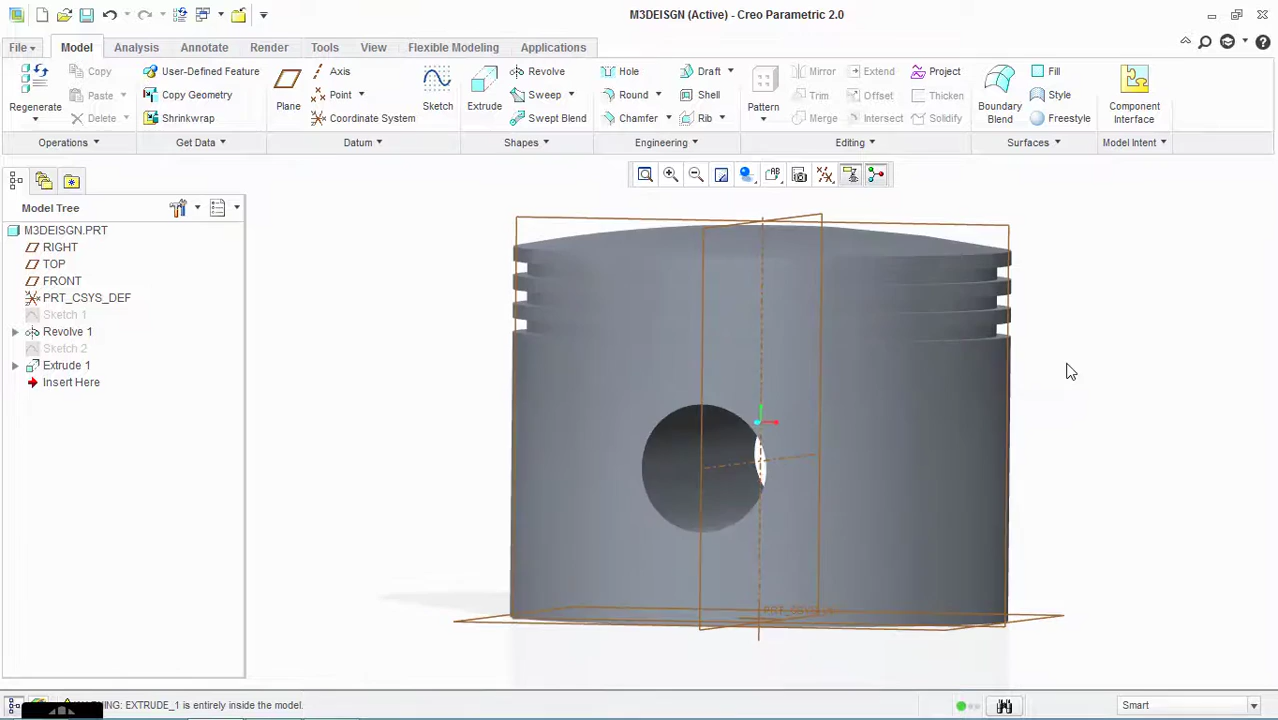 M3DEISGN (Active) - Creo Parametric 2.0
File Model Analysis Annotate Render Tools View Flexible Modeling Applications
Regenerate
Copy
Paste
Delete
Operations
User-Defined Feature
Copy Geometry
Shrinkwrap
Get Data
Plane
Axis
Point
Coordinate System
Datum
Sketch
Extrude
Revolve
Sweep
Swept Blend
Shapes
Hole
Round
Chamfer
Draft
Shell
Rib
Engineering
Pattern
Mirror
Trim
Merge
Extend
Offset
Intersect
Project
Thicken
Solidify
Editing
Boundary
Blend
Fill
Style
Freestyle
Surfaces
Component
Interface
Model Intent
Model Tree
M3DEISGN.PRT
RIGHT
TOP
FRONT
PRT_CSYS_DEF
Sketch 1
Revolve 1
Sketch 2
Extrude 1
Insert Here
EXTRUDE_1 is entirely inside the model.
Smart